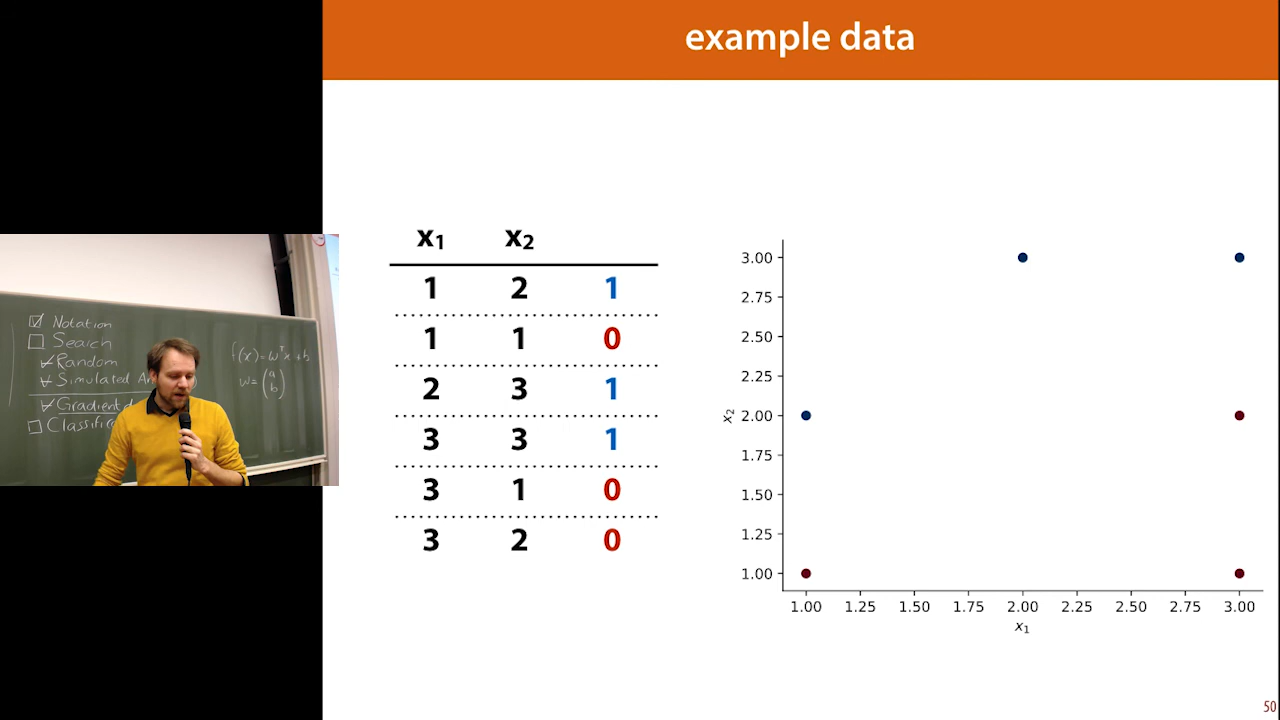 example data
x₁ x₂
1 2 1
1 1 0
2 3 1
3 3 1
3 1 0
3 2 0
3.00
2.75
2.50
2.25
2.00
1.75
1.50
1.25
1.00
x₂
1.00 1.25 1.50 1.75 2.00 2.25 2.50 2.75 3.00
x₁
50
Notation
Search
Random
Simulated
Gradient
f(x) = wᵀx + b
w = (a
b)